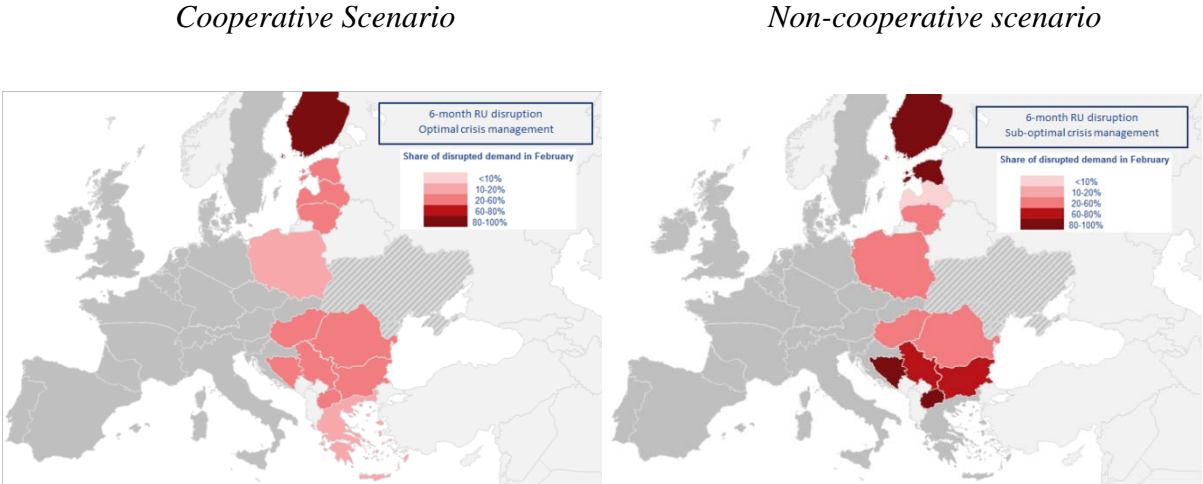 Cooperative Scenario
Non-cooperative scenario
6-month RU disruption
Optimal crisis management
Share of disrupted demand in February
<10%
10-20%
20-60%
60-80%
80-100%
6-month RU disruption
Sub-optimal crisis management
Share of disrupted demand in February
<10%
10-20%
20-60%
60-80%
80-100%